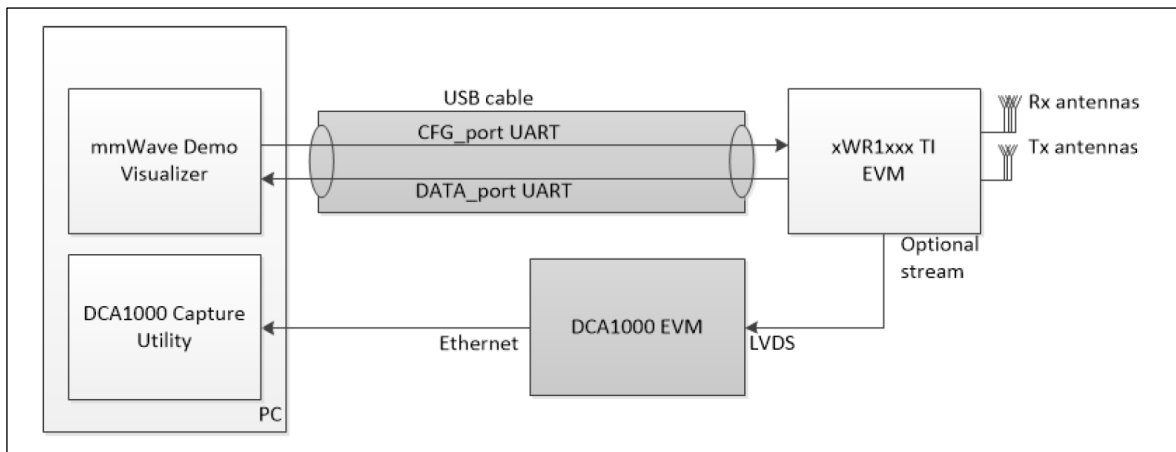 USB cable
CFG_port UART
DATA_port UART
mmWave Demo
Visualizer
xWR1xxx TI
EVM
Rx antennas
Tx antennas
Optional
stream
DCA1000 Capture
Utility
Ethernet
DCA1000 EVM
LVDS
PC